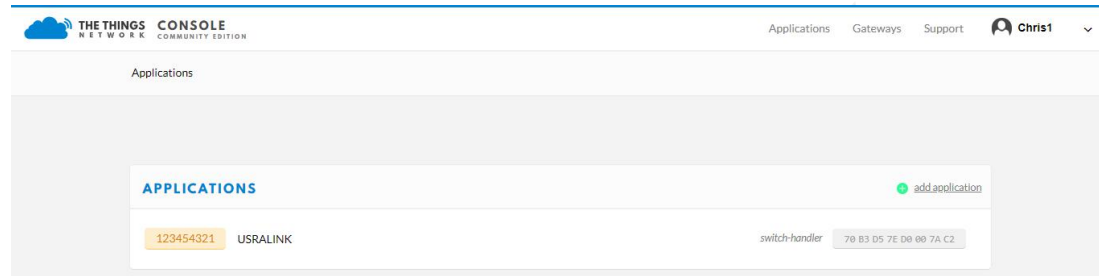 THE THINGS NETWORK CONSOLE COMMUNITY EDITION
Applications Gateways Support Chris1
Applications
APPLICATIONS add application
123454321 USRALINK switch-handler 70 B3 D5 7E D0 00 7A C2